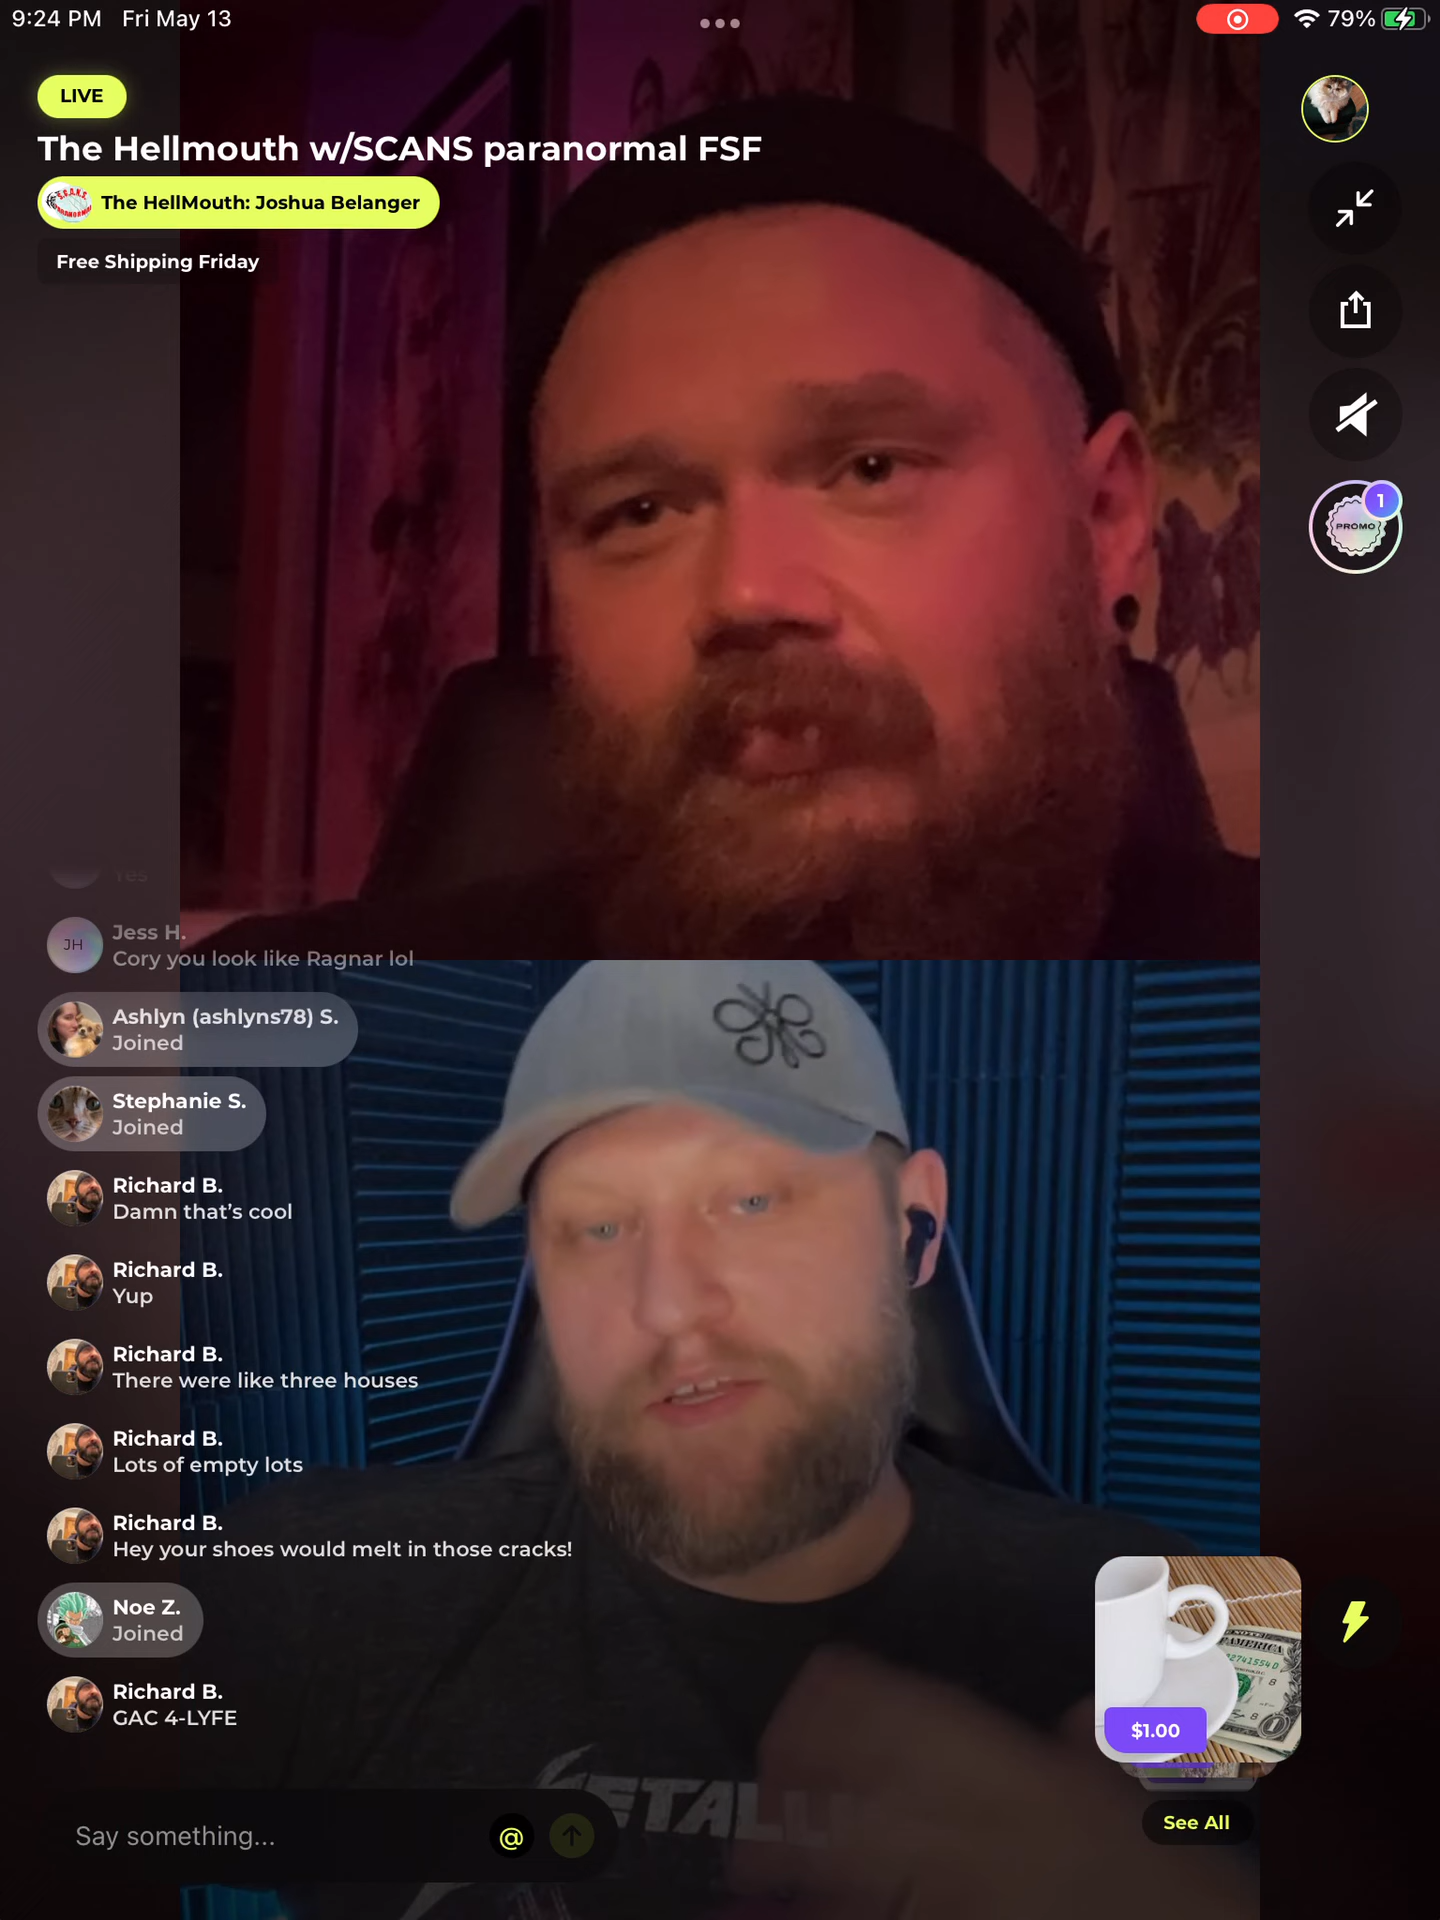 9:24 PM Fri May 13
79%
LIVE
The Hellmouth w/SCANS paranormal FSF
The HellMouth: Joshua Belanger
Free Shipping Friday
PROMO
1
Yes
JH
Jess H.
Cory you look like Ragnar lol
Ashlyn (ashlyns78) S.
Joined
Stephanie S.
Joined
Richard B.
Damn that's cool
Richard B.
Yup
Richard B.
There were like three houses
Richard B.
Lots of empty lots
Richard B.
Hey your shoes would melt in those cracks!
Noe Z.
Joined
Richard B.
GAC 4-LYFE
$1.00
Say something...
@
See All